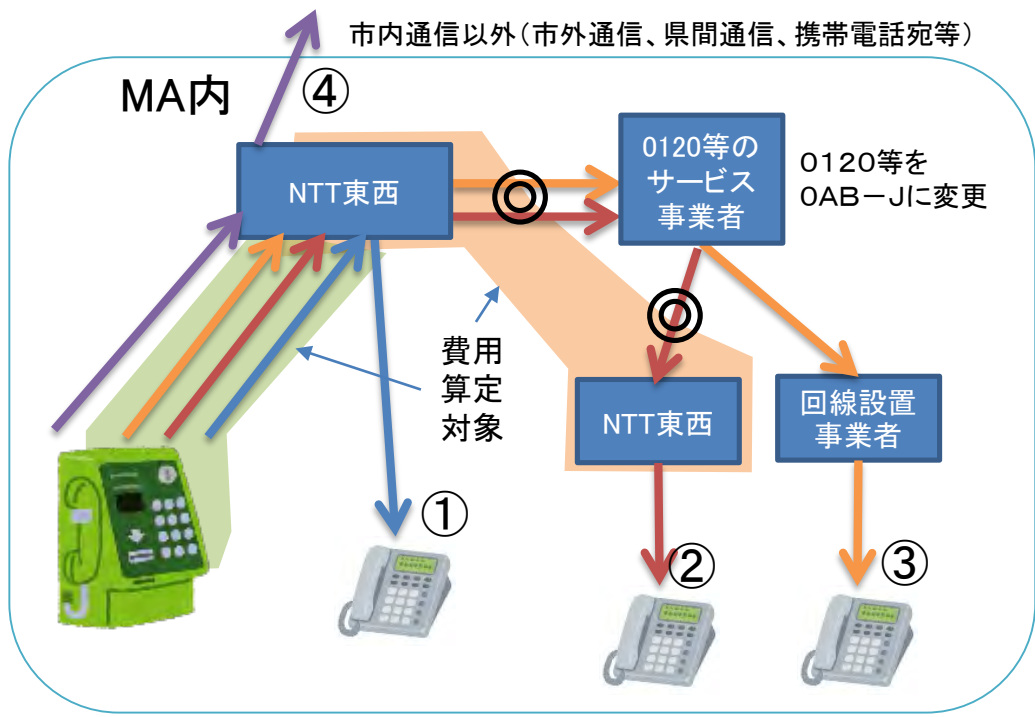 市内通信以外（市外通信、県間通信、携帯電話宛等）
MA内
④
NTT東西
0120等の
サービス
事業者
0120等を
0AB－Jに変更
◎
◎
費用
算定
対象
NTT東西
回線設置
事業者
①
②
③